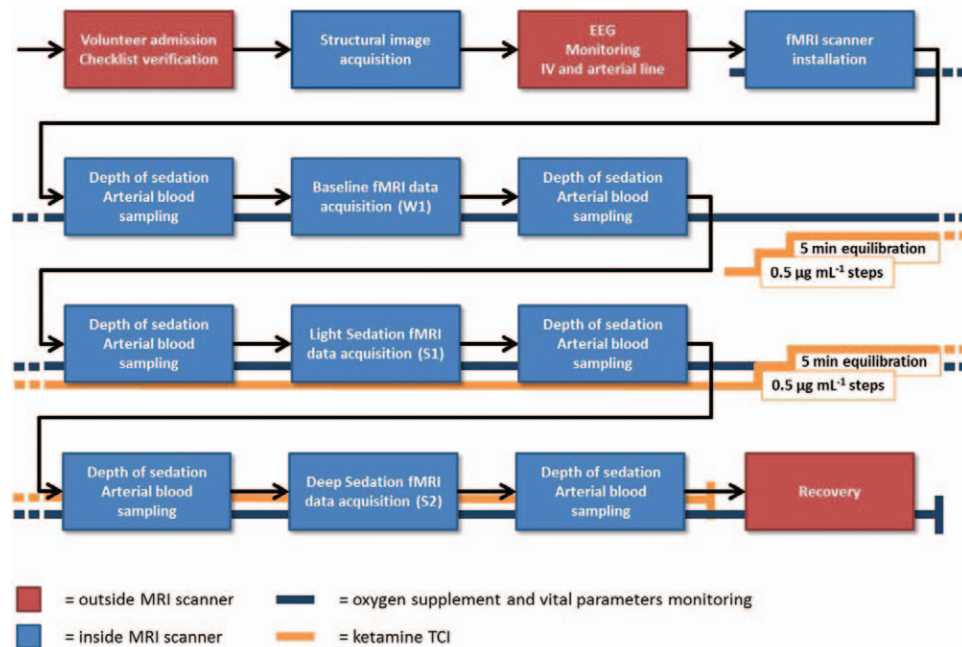 Volunteer admission
Checklist verification
Structural image
acquisition
EEG
Monitoring
IV and arterial line
fMRI scanner
installation
Depth of sedation
Arterial blood
sampling
Baseline fMRI data
acquisition (W1)
Depth of sedation
Arterial blood
sampling
5 min equilibration
0.5 µg mL⁻¹ steps
Depth of sedation
Arterial blood
sampling
Light Sedation fMRI
data acquisition (S1)
Depth of sedation
Arterial blood
sampling
5 min equilibration
0.5 µg mL⁻¹ steps
Depth of sedation
Arterial blood
sampling
Deep Sedation fMRI
data acquisition (S2)
Depth of sedation
Arterial blood
sampling
Recovery
= outside MRI scanner
= oxygen supplement and vital parameters monitoring
= inside MRI scanner
= ketamine TCI